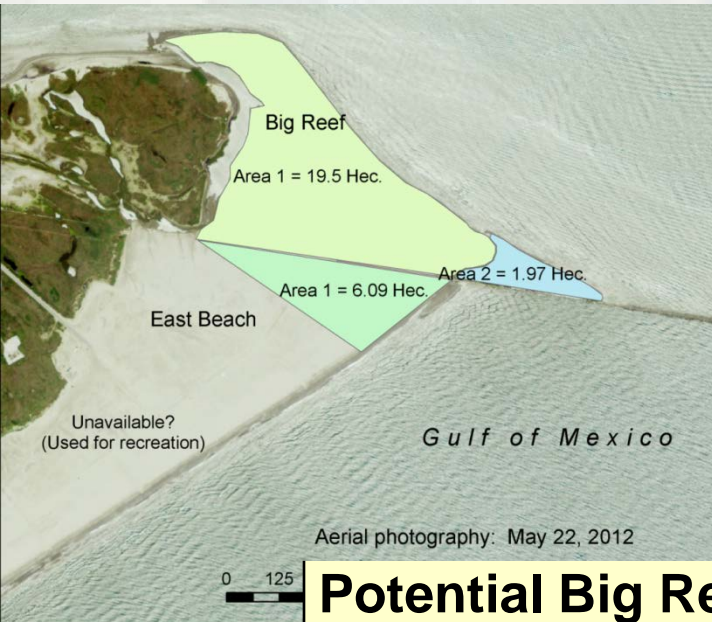 Big Reef
Area 1 = 19.5 Hec.
Area 2 = 1.97 Hec.
Area 1 = 6.09 Hec.
East Beach
Unavailable?
(Used for recreation)
Gulf of Mexico
Aerial photography: May 22, 2012
0 125
Potential Big Re